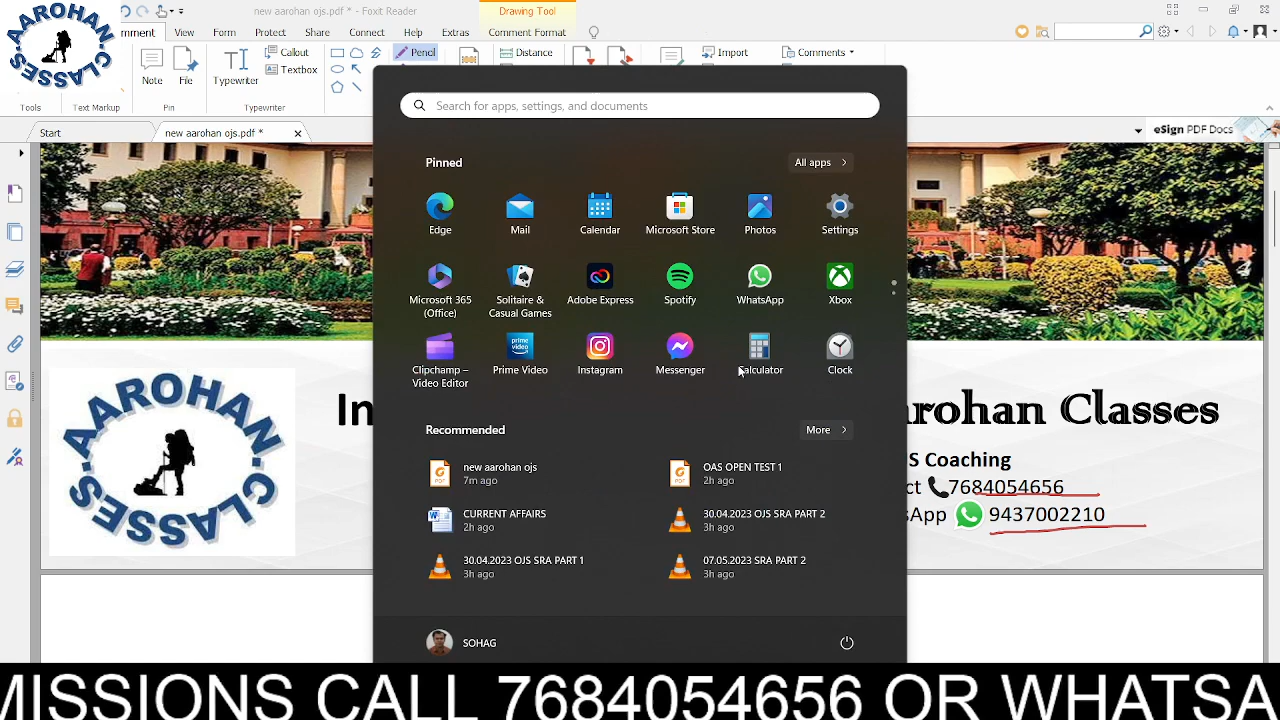 AAROHAN CLASSES
new aarohan ojs.pdf * - Foxit Reader
Drawing Tool
mment View Form Protect Share Connect Help Extras Comment Format
Note File Typewriter Callout Textbox Pencil Distance Import Comments
Tools Text Markup Pin Typewriter
Start new aarohan ojs.pdf *
eSign PDF Docs
Search for apps, settings, and documents
Pinned All apps
Edge Mail Calendar Microsoft Store Photos Settings
Microsoft 365 (Office) Solitaire & Casual Games Adobe Express Spotify WhatsApp Xbox
Clipchamp – Video Editor prime video Prime Video Instagram Messenger Calculator Clock
Recommended More
new aarohan ojs
7m ago
OAS OPEN TEST 1
2h ago
CURRENT AFFAIRS
2h ago
30.04.2023 OJS SRA PART 2
3h ago
30.04.2023 OJS SRA PART 1
3h ago
07.05.2023 SRA PART 2
3h ago
SOHAG
AAROHAN CLASSES
In
arohan Classes
S Coaching
ct 7684054656
sApp 9437002210
MISSIONS CALL 7684054656 OR WHATSA